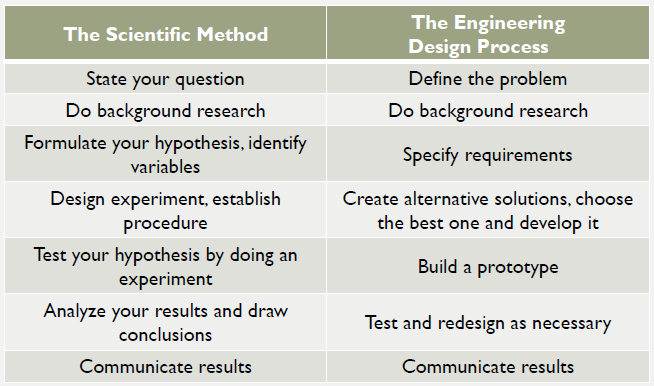 The Scientific Method
The Engineering
Design Process
State your question
Define the problem
Do background research
Do background research
Formulate your hypothesis, identify
variables
Specify requirements
Design experiment, establish
procedure
Create alternative solutions, choose
the best one and develop it
Test your hypothesis by doing an
experiment
Build a prototype
Analyze your results and draw
conclusions
Test and redesign as necessary
Communicate results
Communicate results